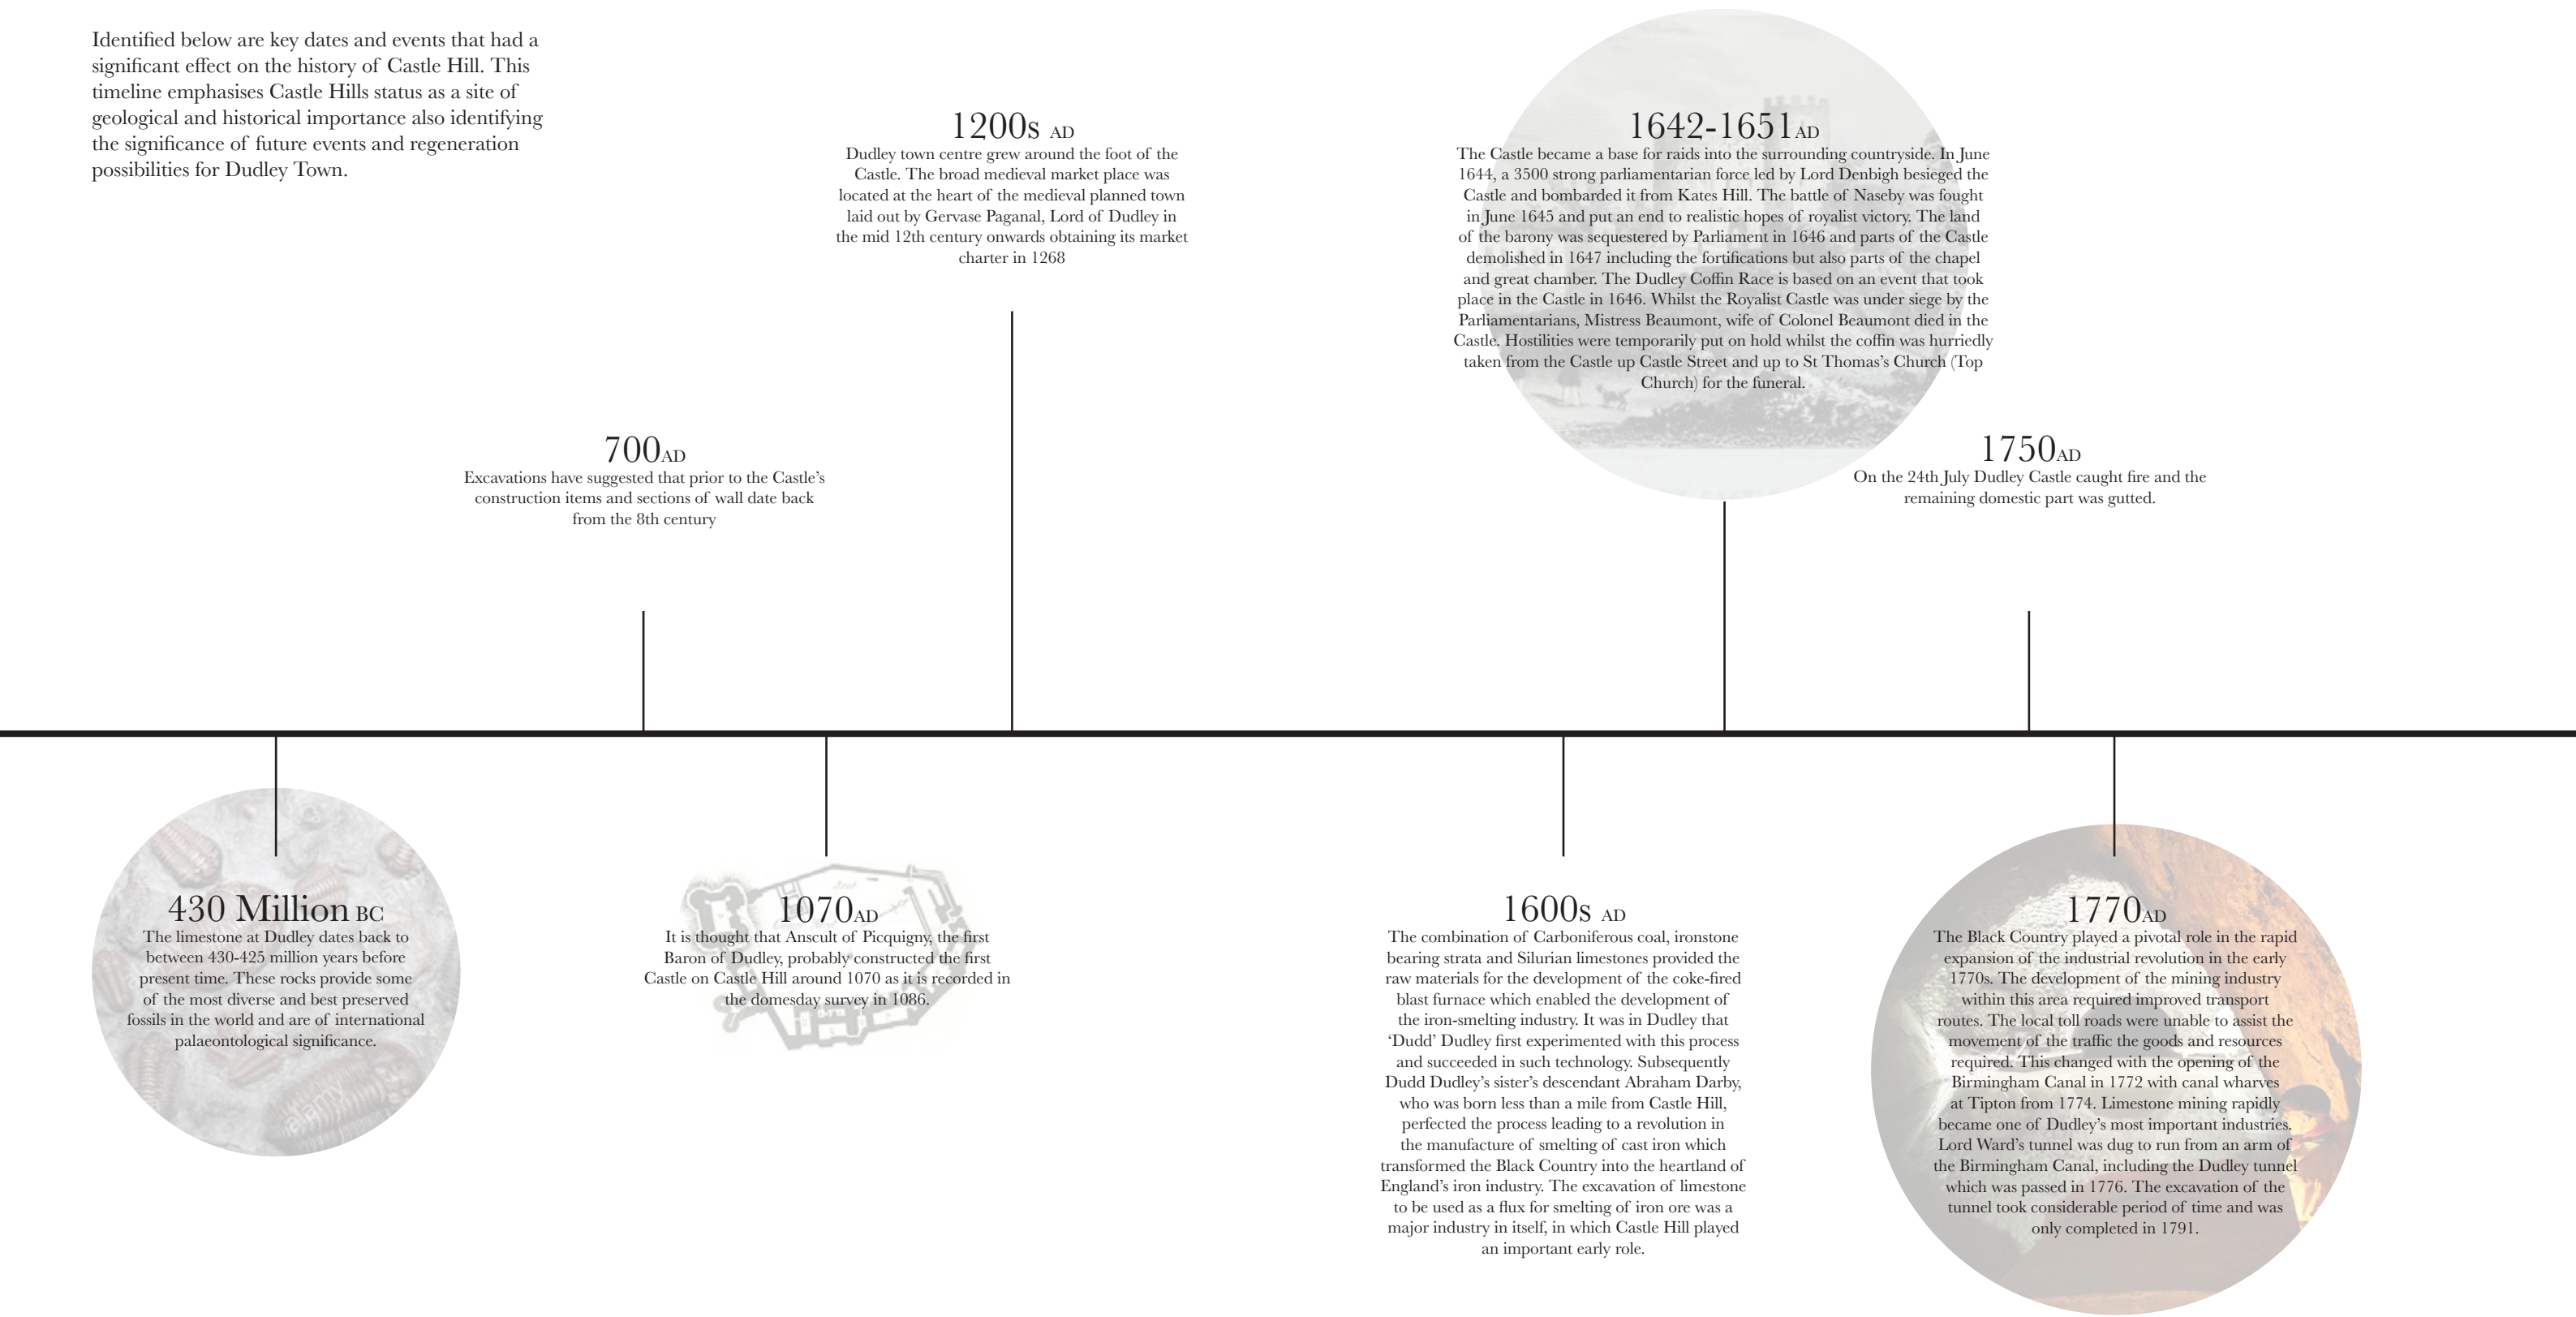 Identified below are key dates and events that had a
significant effect on the history of Castle Hill. This
timeline emphasises Castle Hills status as a site of
geological and historical importance also identifying
the significance of future events and regeneration
possibilities for Dudley Town.
430 Million BC
The limestone at Dudley dates back to
between 430-425 million years before
present time. These rocks provide some
of the most diverse and best preserved
fossils in the world and are of international
palaeontological significance.
700AD
Excavations have suggested that prior to the Castle’s
construction items and sections of wall date back
from the 8th century
1070AD
It is thought that Anscult of Picquigny, the first
Baron of Dudley, probably constructed the first
Castle on Castle Hill around 1070 as it is recorded in
the domesday survey in 1086.
1200s AD
Dudley town centre grew around the foot of the
Castle. The broad medieval market place was
located at the heart of the medieval planned town
laid out by Gervase Paganal, Lord of Dudley in
the mid 12th century onwards obtaining its market
charter in 1268
1600s AD
The combination of Carboniferous coal, ironstone
bearing strata and Silurian limestones provided the
raw materials for the development of the coke-fired
blast furnace which enabled the development of
the iron-smelting industry. It was in Dudley that
‘Dudd’ Dudley first experimented with this process
and succeeded in such technology. Subsequently
Dudd Dudley’s sister’s descendant Abraham Darby,
who was born less than a mile from Castle Hill,
perfected the process leading to a revolution in
the manufacture of smelting of cast iron which
transformed the Black Country into the heartland of
England’s iron industry. The excavation of limestone
to be used as a flux for smelting of iron ore was a
major industry in itself, in which Castle Hill played
an important early role.
1642-1651AD
The Castle became a base for raids into the surrounding countryside. In June
1644, a 3500 strong parliamentarian force led by Lord Denbigh besieged the
Castle and bombarded it from Kates Hill. The battle of Naseby was fought
in June 1645 and put an end to realistic hopes of royalist victory. The land
of the barony was sequestered by Parliament in 1646 and parts of the Castle
demolished in 1647 including the fortifications but also parts of the chapel
and great chamber. The Dudley Coffin Race is based on an event that took
place in the Castle in 1646. Whilst the Royalist Castle was under siege by the
Parliamentarians, Mistress Beaumont, wife of Colonel Beaumont died in the
Castle. Hostilities were temporarily put on hold whilst the coffin was hurriedly
taken from the Castle up Castle Street and up to St Thomas’s Church (Top
Church) for the funeral.
1750AD
On the 24th July Dudley Castle caught fire and the
remaining domestic part was gutted.
1770AD
The Black Country played a pivotal role in the rapid
expansion of the industrial revolution in the early
1770s. The development of the mining industry
within this area required improved transport
routes. The local toll roads were unable to assist the
movement of the traffic the goods and resources
required. This changed with the opening of the
Birmingham Canal in 1772 with canal wharves
at Tipton from 1774. Limestone mining rapidly
became one of Dudley’s most important industries.
Lord Ward’s tunnel was dug to run from an arm of
the Birmingham Canal, including the Dudley tunnel
which was passed in 1776. The excavation of the
tunnel took considerable period of time and was
only completed in 1791.